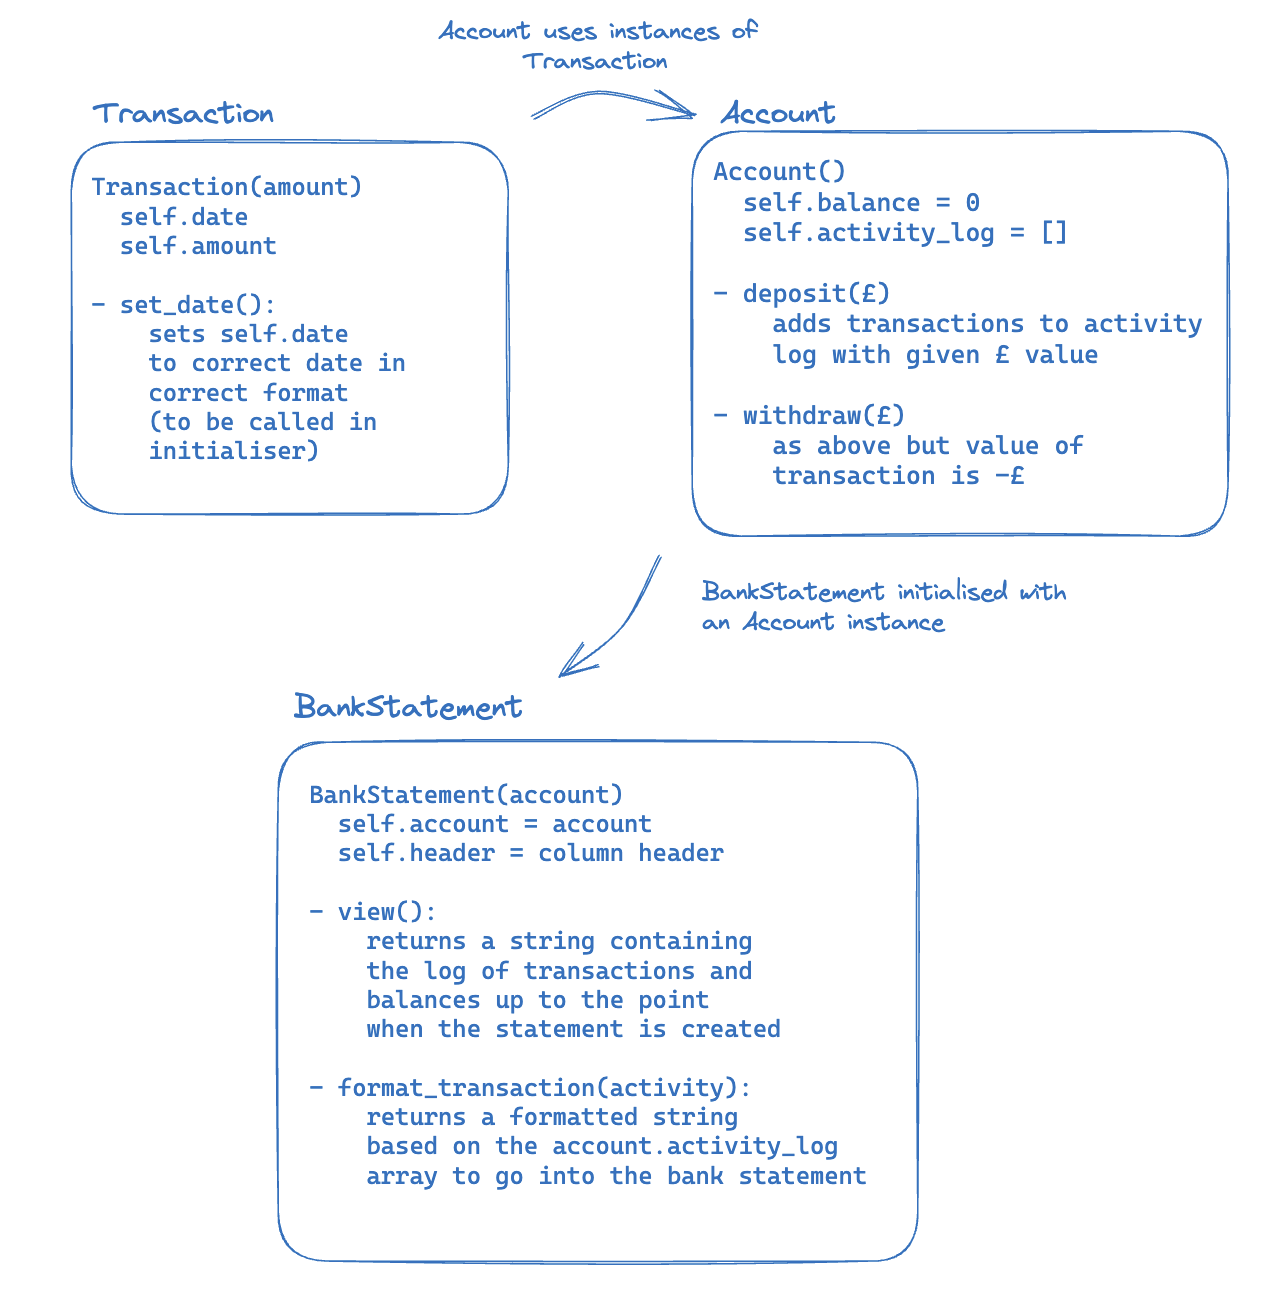 Account uses instances of
Transaction
Transaction
Transaction(amount)
self.date
self.amount
- set_date():
sets self.date
to correct date in
correct format
(to be called in
initialiser)
Account
Account()
self.balance = 0
self.activity_log = []
- deposit(£)
adds transactions to activity
log with given £ value
- withdraw(£)
as above but value of
transaction is -£
BankStatement initialised with
an Account instance
BankStatement
BankStatement(account)
self.account = account
self.header = column header
- view():
returns a string containing
the log of transactions and
balances up to the point
when the statement is created
- format_transaction(activity):
returns a formatted string
based on the account.activity_log
array to go into the bank statement